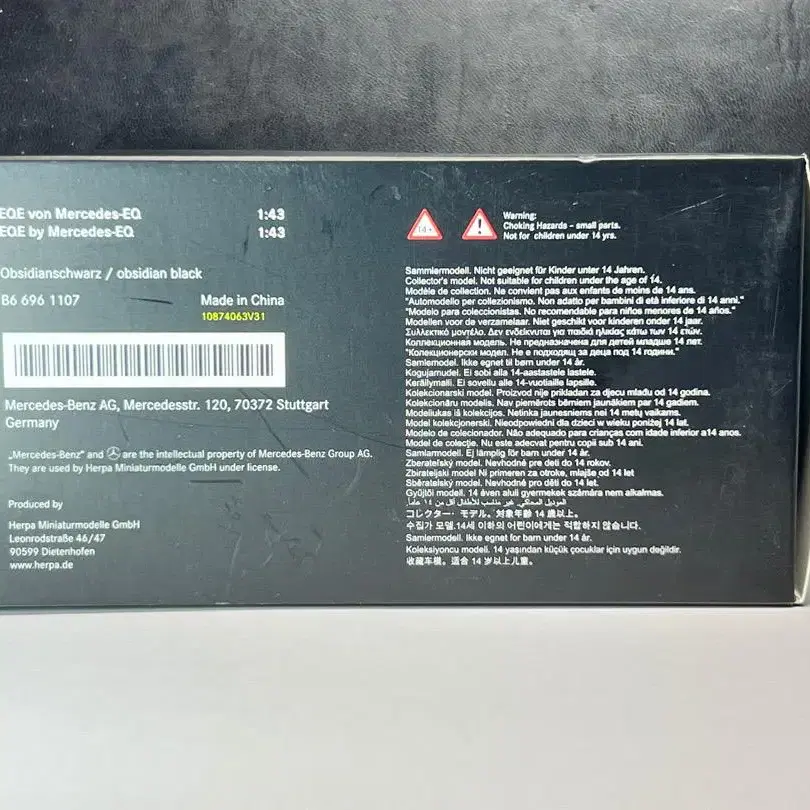 EQE von Mercedes-EQ 1:43
EQE by Mercedes-EQ 1:43
Obsidianschwarz / obsidian black
B6 696 1107 Made in China
10874063V31
Mercedes-Benz AG, Mercedesstr. 120, 70372 Stuttgart
Germany
„Mercedes-Benz" and are the intellectual property of Mercedes-Benz Group AG.
They are used by Herpa Miniaturmodelle GmbH under license.
Produced by
Herpa Miniaturmodelle GmbH
Leonrodstraße 46/47
90599 Dietenhofen
www.herpa.de
14+
Warning:
Choking Hazards - small parts.
Not for children under 14 yrs.
Sammlermodell. Nicht geeignet für Kinder unter 14 Jahren.
Collector's model. Not suitable for children under the age of 14.
Modèle de collection. Ne convient pas aux enfants de moins de 14 ans.
"Automodello per collezionismo. Non adatto per bambini di età inferiore di 14 anni."
"Modelo para coleccionistas. No recomendable para niños menores de 14 años."
Modellen voor de verzamelaar. Niet geschikt voor kinderen onder 14 jaar.
Συλλεκτικό μοντέλο. Δεν ενδείκνυται για παιδιά ηλικίας κάτω των 14 ετών.
Коллекционная модель. Не предназначена для детей младше 14 лет.
"Колекционерски модел. Не е подходящ за деца под 14 години."
Samlemodel. Ikke egnet til børn under 14 år.
Kogujamudel. Ei sobi alla 14-aastastele lastele.
Keräilymalli. Ei sovellu alle 14-vuotiaille lapsille.
Kolekcionarski model. Proizvod nije prikladan za djecu mlađu od 14 godina.
Kolekcionāru modelis. Nav piemērots bērniem jaunākiem par 14 gadiem.
Modeliukas iš kolekcijos. Netinka jaunesniems nei 14 metų vaikams.
Model kolekcjonerski. Nieodpowiedni dla dzieci w wieku poniżej 14 lat.
Modelo de colecionador. Não adequado para crianças com idade inferior a14 anos.
Model de colecţie. Nu este adecvat pentru copii sub 14 ani.
Samlarmodell. Ej lämplig för barn under 14 år.
Zberateľský model. Nevhodné pre deti do 14 rokov.
Zbirateljski model Ni primeren za otroke, mlajše od 14 let
Sběratelský model. Nevhodné pro děti do 14 let.
Gyűjtői modell. 14 éven aluli gyermekek számára nem alkalmas.
الموديل المحاكي غير مناسب للأطفال أقل من ١٤ عاماً.
コレクター・モデル。対象年齢 14 歳以上。
수집가 모델.14세 이하의 어린이에게는 적합하지 않습니다.
Samlermodell. Ikke egnet for barn under 14 år.
Koleksiyoncu modeli. 14 yaşından küçük çocuklar için uygun değildir.
收藏车模。适合 14 岁以上儿童。